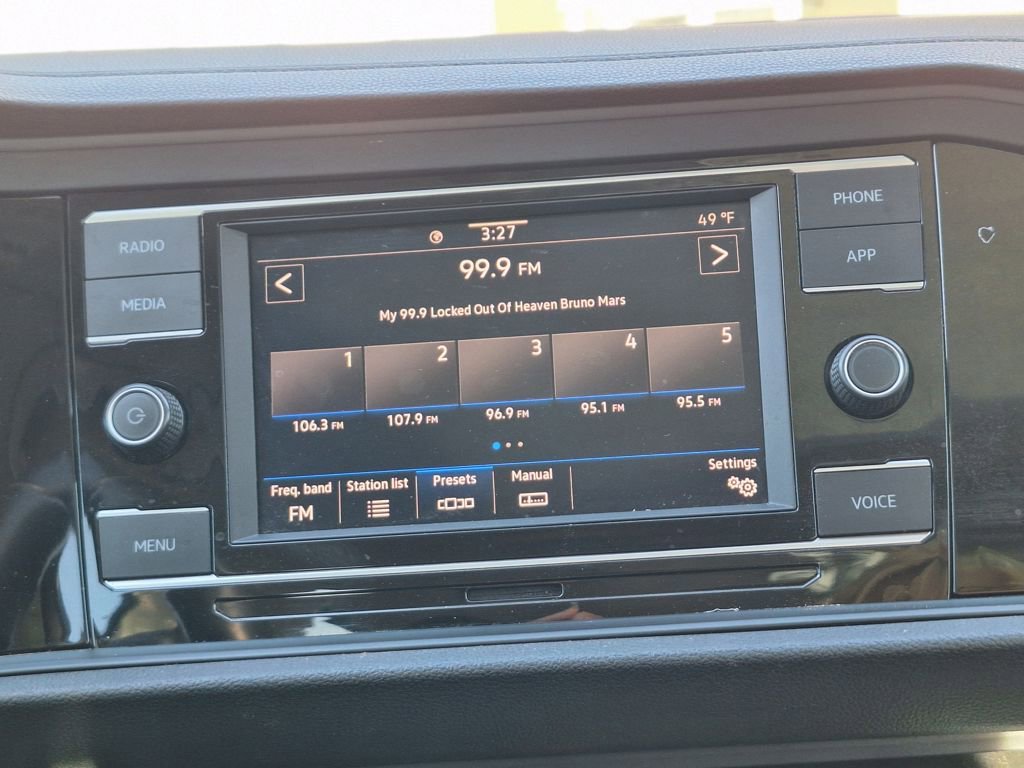 RADIO
MEDIA
MENU
3:27
49 °F
<
99.9 FM
>
My 99.9 Locked Out Of Heaven Bruno Mars
1
2
3
4
5
106.3 FM
107.9 FM
96.9 FM
95.1 FM
95.5 FM
Freq. band
FM
Station list
Presets
Manual
Settings
PHONE
APP
VOICE